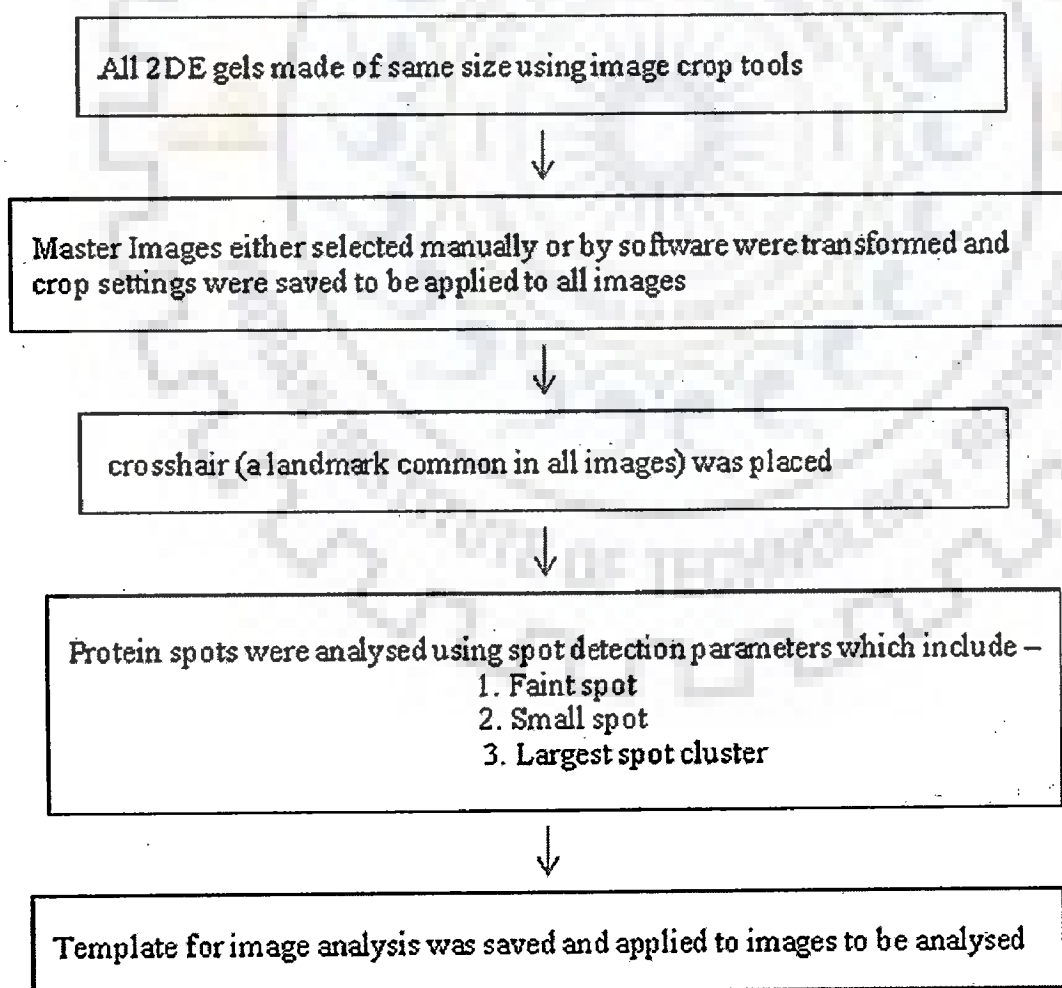 All 2DE gels made of same size using image crop tools
Master Images either selected manually or by software were transformed and
crop settings were saved to be applied to all images
crosshair (a landmark common in all images) was placed
Protein spots were analysed using spot detection parameters which include –
1. Faint spot
2. Small spot
3. Largest spot cluster
Template for image analysis was saved and applied to images to be analysed
OF TECHNOLOGY